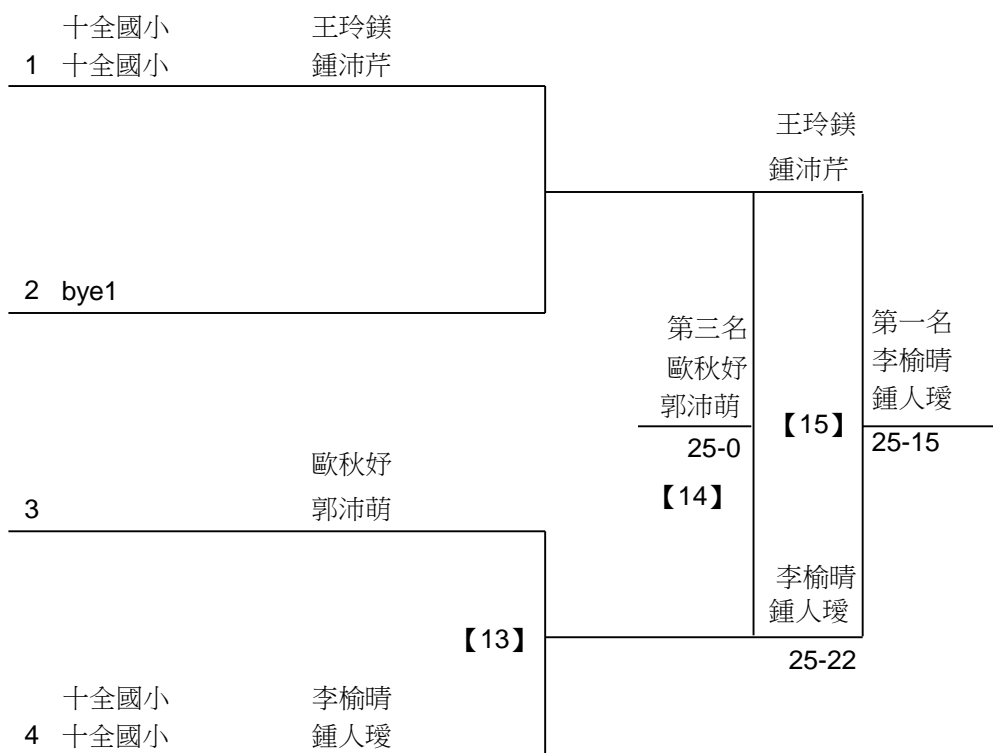 十全國小 王玲鎂
1 十全國小 鍾沛芹
王玲鎂
鍾沛芹
2 bye1
第三名
歐秋妤
郭沛萌
25-0
【14】
【15】
第一名
李榆晴
鍾人璦
25-15
歐秋妤
3 郭沛萌
李榆晴
鍾人璦
【13】
25-22
十全國小 李榆晴
4 十全國小 鍾人璦